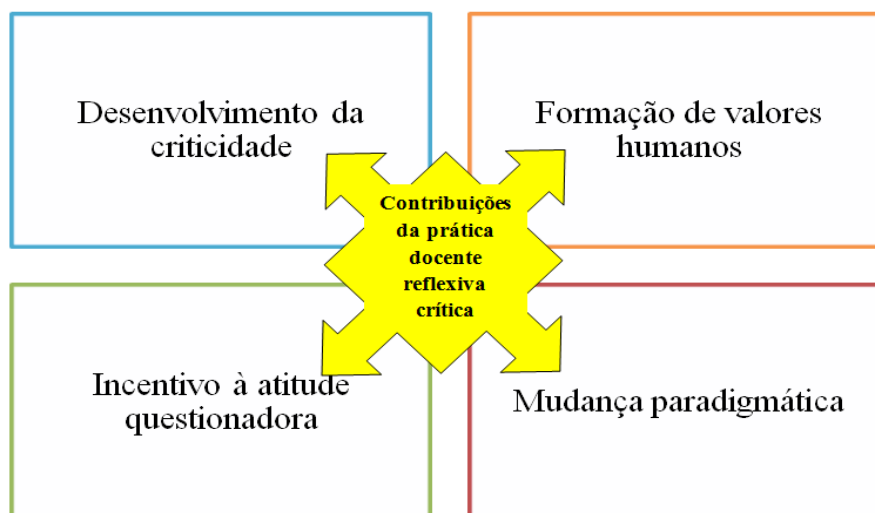 Desenvolvimento da
criticidade
Formação de valores
humanos
Contribuições
da prática
docente
reflexiva
crítica
Incentivo à atitude
questionadora
Mudança paradigmática